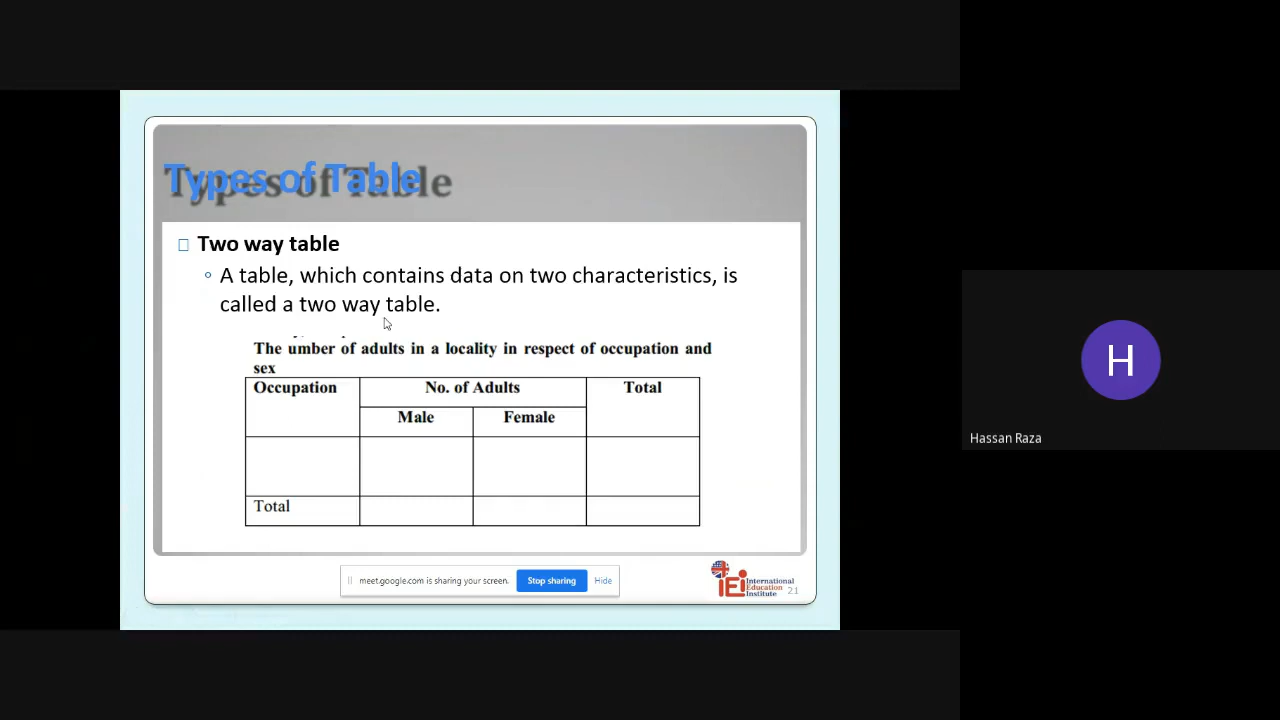 Types of Table
Two way table
A table, which contains data on two characteristics, is
called a two way table.
The umber of adults in a locality in respect of occupation and
sex
Occupation No. of Adults Total
Male Female
Total
meet.google.com is sharing your screen. Stop sharing Hide
iEi International
Education
Institute
21
H
Hassan Raza